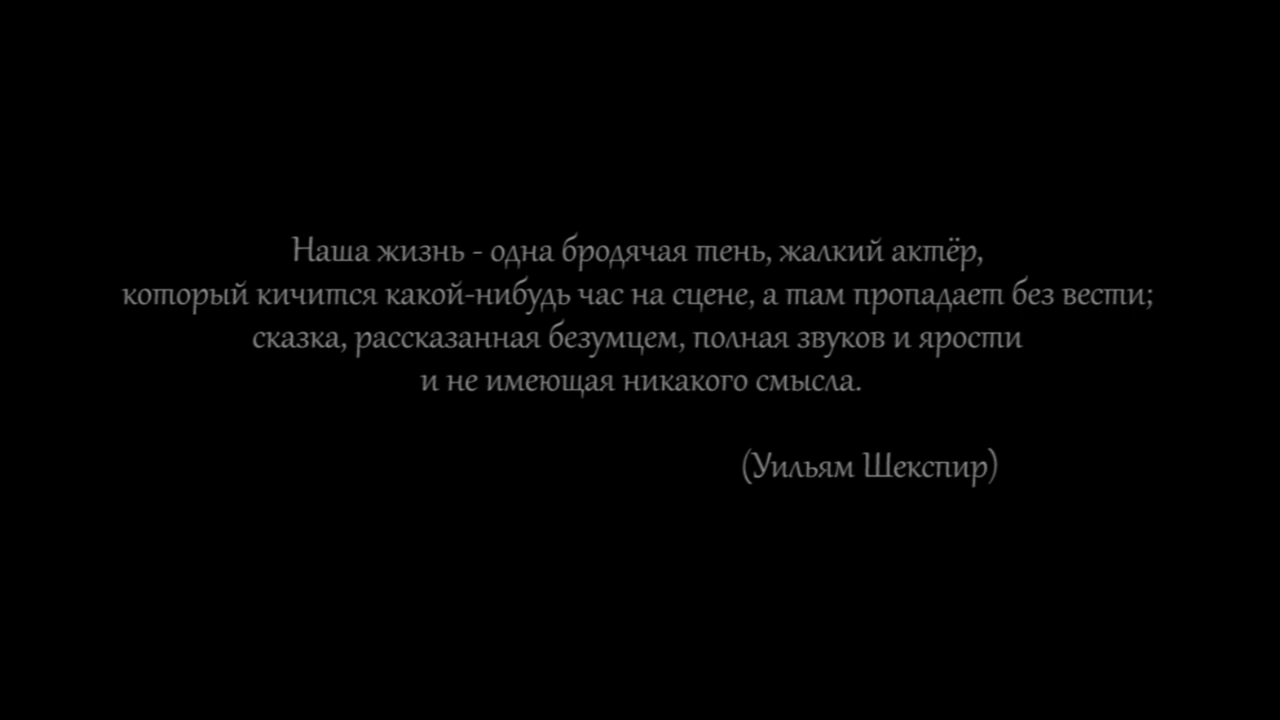 Наша жизнь - одна бродячая тень, жалкий актёр,
который кичится какой-нибудь час на сцене, а там пропадает без вести;
сказка, рассказанная безумцем, полная звуков и ярости
и не имеющая никакого смысла.
(Уильям Шекспир)